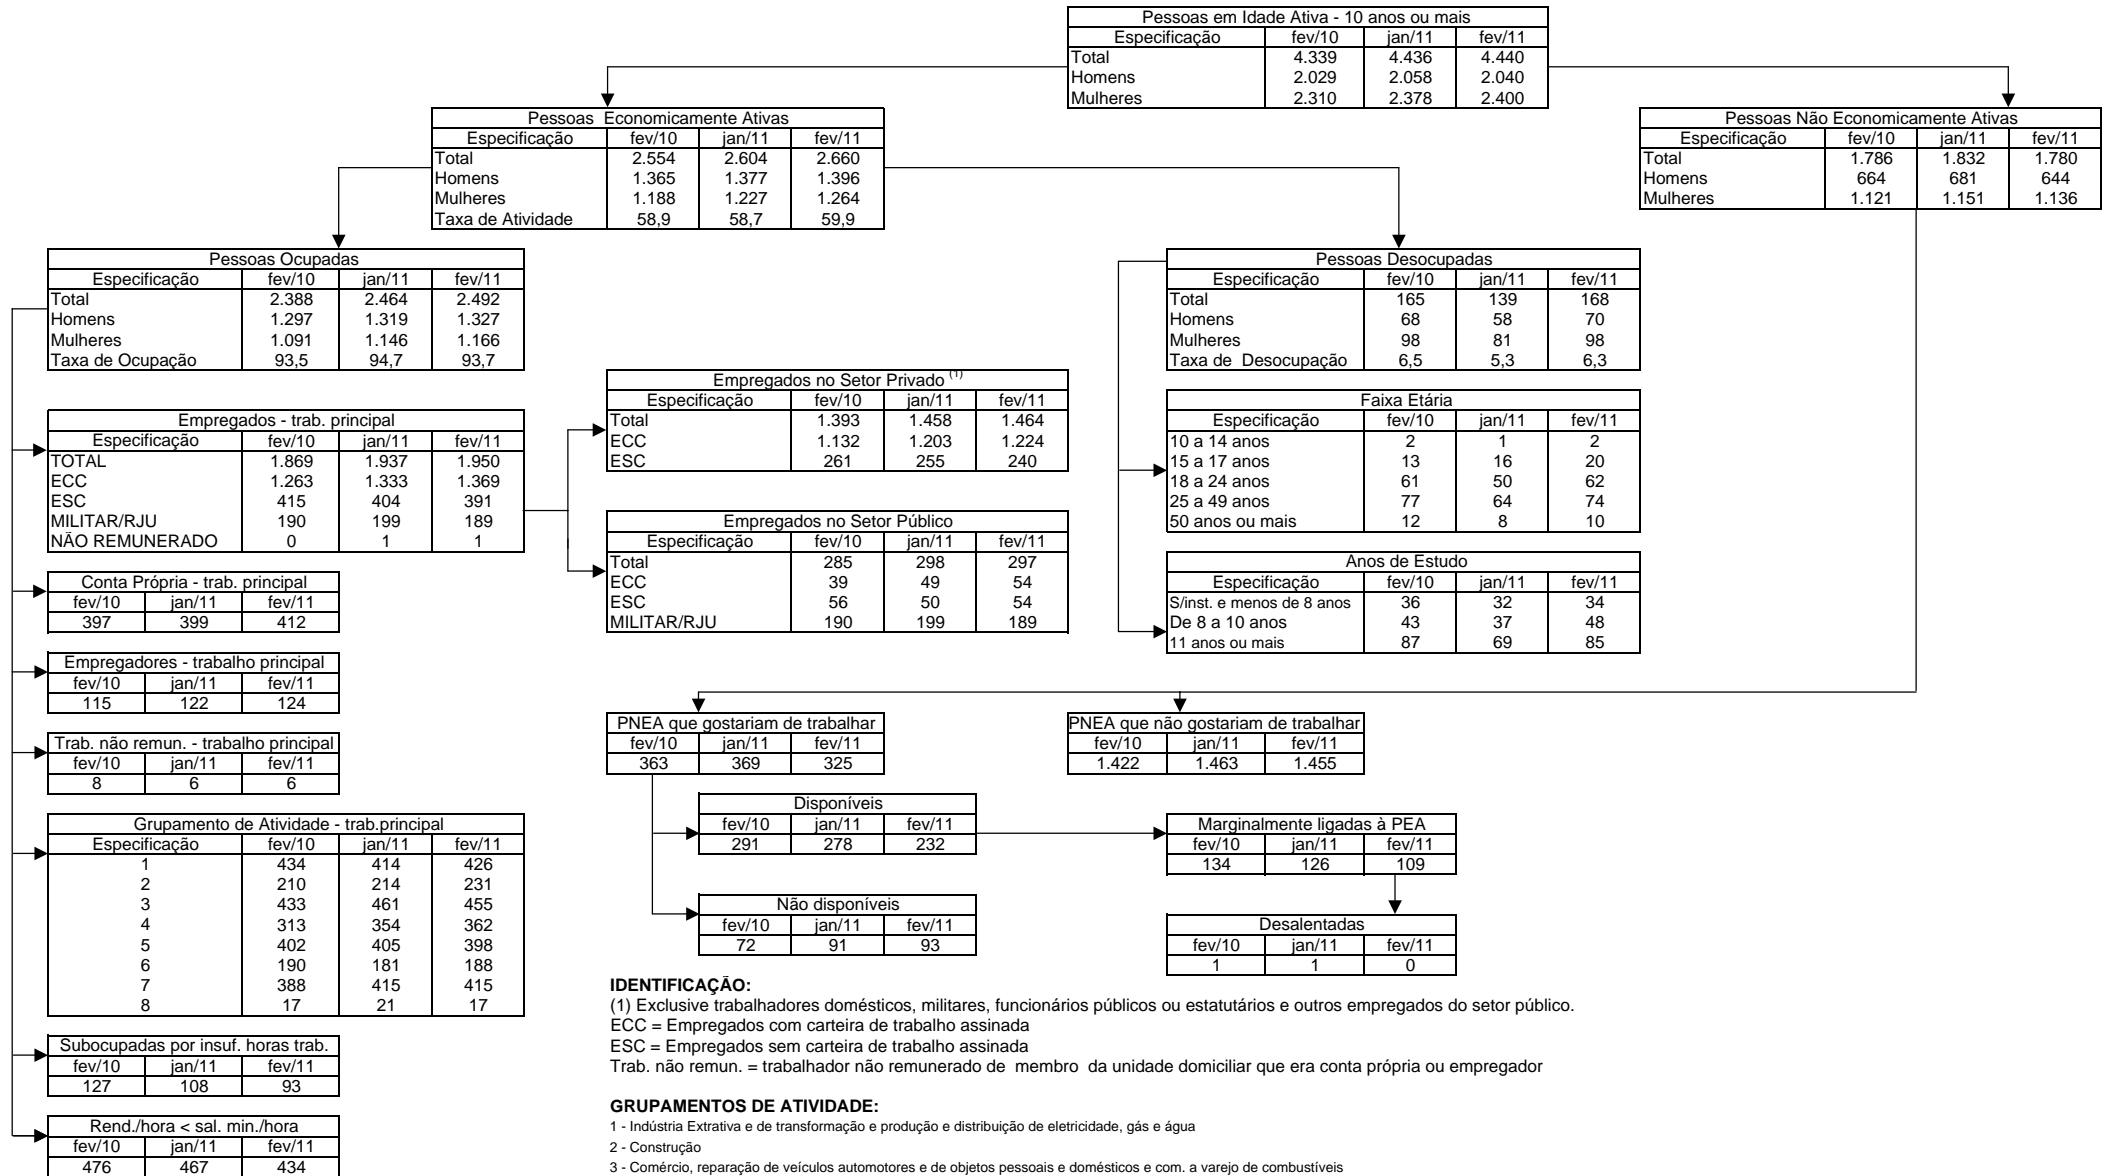 Pessoas em Idade Ativa - 10 anos ou mais
Especificação fev/10 jan/11 fev/11
Total 4.339 4.436 4.440
Homens 2.029 2.058 2.040
Mulheres 2.310 2.378 2.400
Pessoas Economicamente Ativas
Especificação fev/10 jan/11 fev/11
Total 2.554 2.604 2.660
Homens 1.365 1.377 1.396
Mulheres 1.188 1.227 1.264
Taxa de Atividade 58,9 58,7 59,9
Pessoas Não Economicamente Ativas
Especificação fev/10 jan/11 fev/11
Total 1.786 1.832 1.780
Homens 664 681 644
Mulheres 1.121 1.151 1.136
Pessoas Ocupadas
Especificação fev/10 jan/11 fev/11
Total 2.388 2.464 2.492
Homens 1.297 1.319 1.327
Mulheres 1.091 1.146 1.166
Taxa de Ocupação 93,5 94,7 93,7
Pessoas Desocupadas
Especificação fev/10 jan/11 fev/11
Total 165 139 168
Homens 68 58 70
Mulheres 98 81 98
Taxa de Desocupação 6,5 5,3 6,3
Empregados - trab. principal
Especificação fev/10 jan/11 fev/11
TOTAL 1.869 1.937 1.950
ECC 1.263 1.333 1.369
ESC 415 404 391
MILITAR/RJU 190 199 189
NÃO REMUNERADO 0 1 1
Empregados no Setor Privado (1)
Especificação fev/10 jan/11 fev/11
Total 1.393 1.458 1.464
ECC 1.132 1.203 1.224
ESC 261 255 240
Empregados no Setor Público
Especificação fev/10 jan/11 fev/11
Total 285 298 297
ECC 39 49 54
ESC 56 50 54
MILITAR/RJU 190 199 189
Faixa Etária
Especificação fev/10 jan/11 fev/11
10 a 14 anos 2 1 2
15 a 17 anos 13 16 20
18 a 24 anos 61 50 62
25 a 49 anos 77 64 74
50 anos ou mais 12 8 10
Anos de Estudo
Especificação fev/10 jan/11 fev/11
S/inst. e menos de 8 anos 36 32 34
De 8 a 10 anos 43 37 48
11 anos ou mais 87 69 85
Conta Própria - trab. principal
fev/10 jan/11 fev/11
397 399 412
Empregadores - trabalho principal
fev/10 jan/11 fev/11
115 122 124
Trab. não remun. - trabalho principal
fev/10 jan/11 fev/11
8 6 6
Grupamento de Atividade - trab.principal
Especificação fev/10 jan/11 fev/11
1 434 414 426
2 210 214 231
3 433 461 455
4 313 354 362
5 402 405 398
6 190 181 188
7 388 415 415
8 17 21 17
Subocupadas por insuf. horas trab.
fev/10 jan/11 fev/11
127 108 93
Rend./hora < sal. min./hora
fev/10 jan/11 fev/11
476 467 434
PNEA que gostariam de trabalhar
fev/10 jan/11 fev/11
363 369 325
PNEA que não gostariam de trabalhar
fev/10 jan/11 fev/11
1.422 1.463 1.455
Disponíveis
fev/10 jan/11 fev/11
291 278 232
Marginalmente ligadas à PEA
fev/10 jan/11 fev/11
134 126 109
Não disponíveis
fev/10 jan/11 fev/11
72 91 93
Desalentadas
fev/10 jan/11 fev/11
1 1 0
IDENTIFICAÇÃO:
(1) Exclusive trabalhadores domésticos, militares, funcionários públicos ou estatutários e outros empregados do setor público.
ECC = Empregados com carteira de trabalho assinada
ESC = Empregados sem carteira de trabalho assinada
Trab. não remun. = trabalhador não remunerado de membro da unidade domiciliar que era conta própria ou empregador
GRUPAMENTOS DE ATIVIDADE:
1 - Indústria Extrativa e de transformação e produção e distribuição de eletricidade, gás e água
2 - Construção
3 - Comércio, reparação de veículos automotores e de objetos pessoais e domésticos e com. a varejo de combustíveis